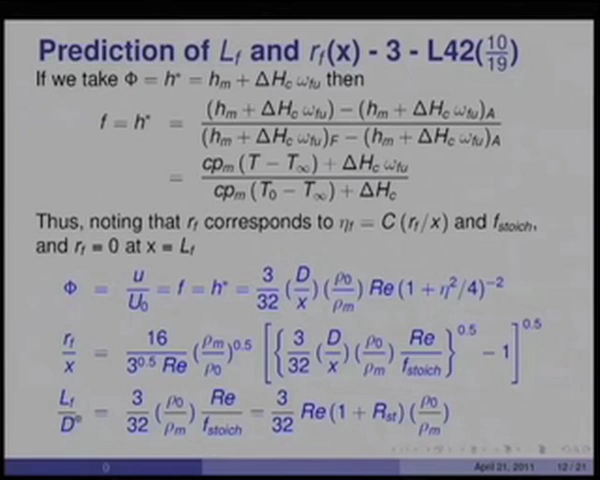 Prediction of L_f and r_f(x) - 3 - L42(10/19)
If we take Φ = h* = h_m + ΔH_c ω_fu then
f = h* = ((h_m + ΔH_c ω_fu) − (h_m + ΔH_c ω_fu)_A) / ((h_m + ΔH_c ω_fu)_F − (h_m + ΔH_c ω_fu)_A)
= (cp_m (T − T_∞) + ΔH_c ω_fu) / (cp_m (T_0 − T_∞) + ΔH_c)
Thus, noting that r_f corresponds to η_f = C (r_f/x) and f_stoich,
and r_f = 0 at x = L_f
Φ = u/U_0 = f = h* = 3/32 (D/x) (ρ_0/ρ_m) Re (1 + η²/4)^−2
r_f/x = 16/(3^0.5 Re) (ρ_m/ρ_0)^0.5 [{3/32 (D/x) (ρ_0/ρ_m) Re/f_stoich}^0.5 − 1]^0.5
L_f/D* = 3/32 (ρ_0/ρ_m) Re/f_stoich = 3/32 Re (1 + R_st) (ρ_0/ρ_m)
() April 21, 2011 12 / 21